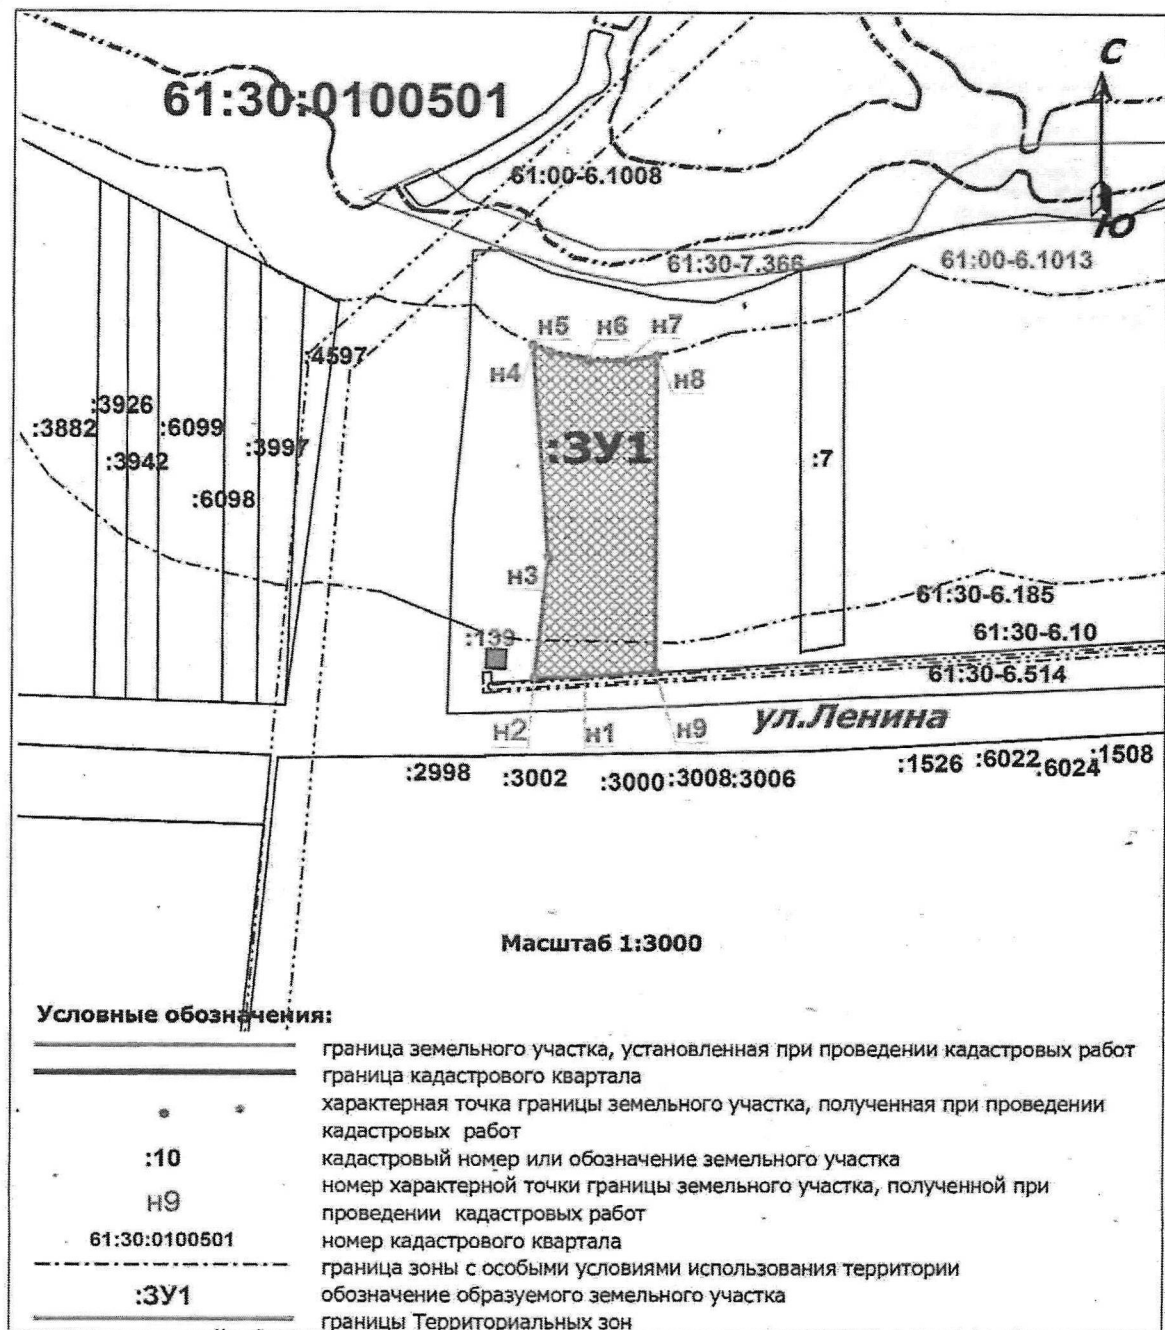 С
61:30:0100501
61:00-6.1008
Ю
61:30-7.366
61:00-6.1013
н5 н6 н7
:4597
н4 н8
:3926
:3882 :6099
:ЗУ1
:3942 :3997
:7
:6098
н3
61:30-6.185
:139
61:30-6.10
61:30-6.514
н2 н1 н9
ул.Ленина
:2998 :3002 :3000 :3008 :3006
:1526 :6022 :6024 :1508
Масштаб 1:3000
Условные обозначения:
граница земельного участка, установленная при проведении кадастровых работ
граница кадастрового квартала
характерная точка границы земельного участка, полученная при проведении
кадастровых работ
:10 кадастровый номер или обозначение земельного участка
н9 номер характерной точки границы земельного участка, полученной при
проведении кадастровых работ
61:30:0100501 номер кадастрового квартала
граница зоны с особыми условиями использования территории
:ЗУ1 обозначение образуемого земельного участка
границы Территориальных зон